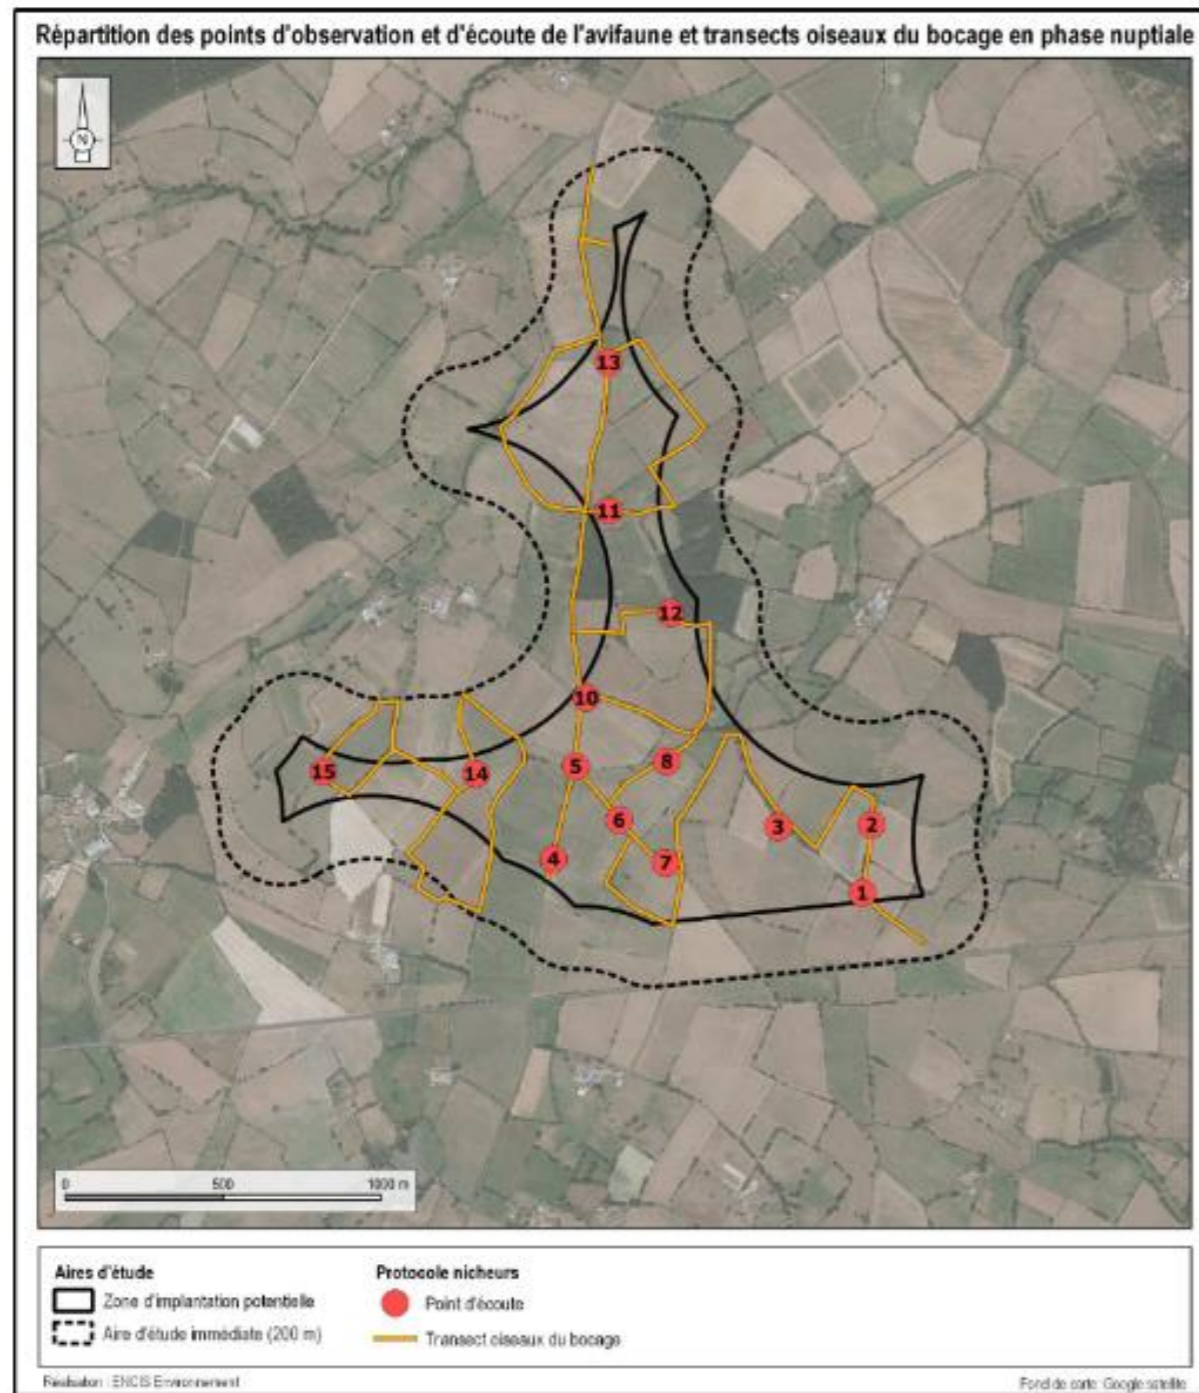 Répartition des points d'observation et d'écoute de l'avifaune et transects oiseaux du bocage en phase nuptiale
N
13
11
12
10
15
14
5
8
6
3
2
4
7
1
0 500 1000 m
Aires d'étude
Zone d'implantation potentielle
Aire d'étude immédiate (200 m)
Protocole nicheurs
Point d'écoute
Transect oiseaux du bocage
Réalisation : ENCIS Environnement
Fond de carte: Google satellite